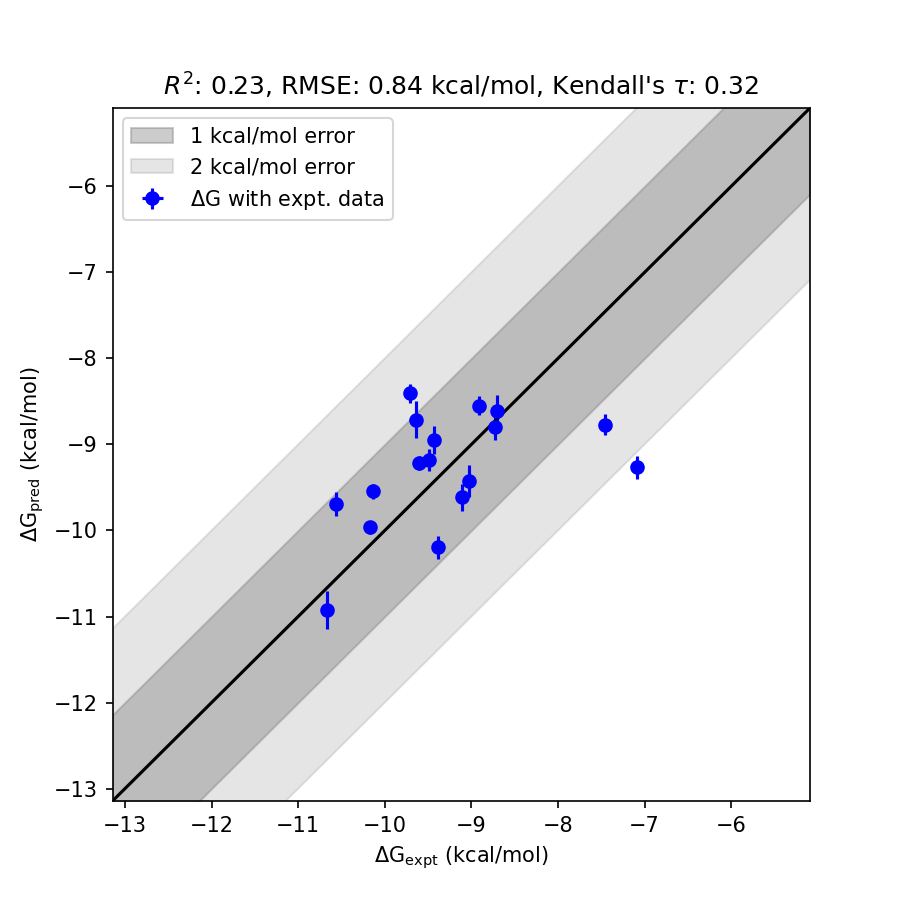 R²: 0.23, RMSE: 0.84 kcal/mol, Kendall's τ: 0.32
1 kcal/mol error
2 kcal/mol error
ΔG with expt. data
−6
−7
−8
−9
−10
−11
−12
−13
ΔGpred (kcal/mol)
−13 −12 −11 −10 −9 −8 −7 −6
ΔGexpt (kcal/mol)